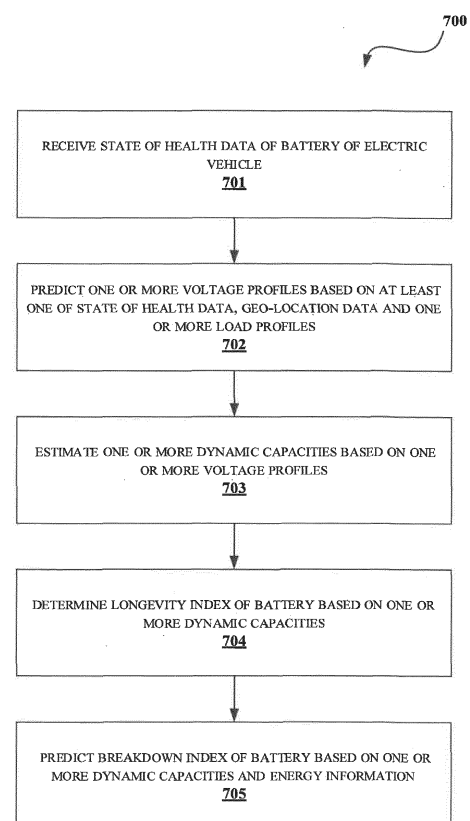 700
RECEIVE STATE OF HEALTH DATA OF BATTERY OF ELECTRIC
VEHICLE
701
PREDICT ONE OR MORE VOLTAGE PROFILES BASED ON AT LEAST
ONE OF STATE OF HEALTH DATA, GEO-LOCATION DATA AND ONE
OR MORE LOAD PROFILES
702
ESTIMATE ONE OR MORE DYNAMIC CAPACITIES BASED ON ONE
OR MORE VOLTAGE PROFILES
703
DETERMINE LONGEVITY INDEX OF BATTERY BASED ON ONE OR
MORE DYNAMIC CAPACITIES
704
PREDICT BREAKDOWN INDEX OF BATTERY BASED ON ONE OR
MORE DYNAMIC CAPACITIES AND ENERGY INFORMATION
705